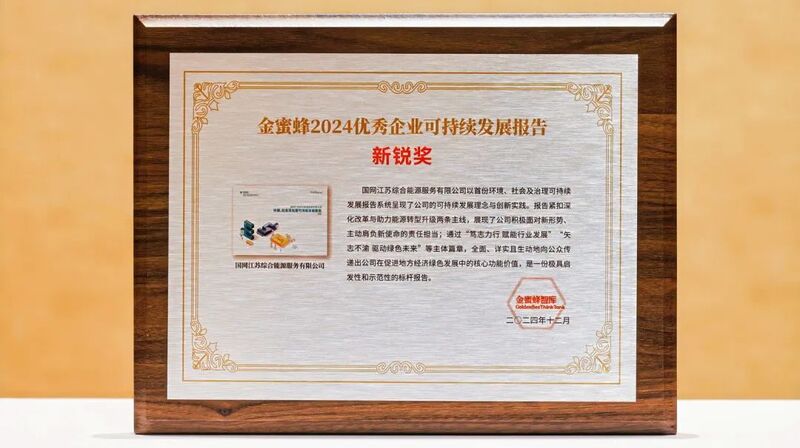 金蜜蜂2024优秀企业可持续发展报告
新锐奖
国网江苏综合能源服务有限公司以首份环境、社会及治理可持续
发展报告系统呈现了公司的可持续发展理念与创新实践。报告紧扣深
化改革与助力能源转型升级两条主线，展现了公司积极面对新形势、
主动肩负新使命的责任担当；通过“笃志力行 赋能行业发展”“矢
志不渝 驱动绿色未来”等主体篇章，全面、详实且生动地向公众传
递出公司在促进地方经济绿色发展中的核心功能价值，是一份极具启
发性和示范性的标杆报告。
国网江苏综合能源服务有限公司
金蜜蜂智库
GoldenBee Think Tank
二〇二四年十二月